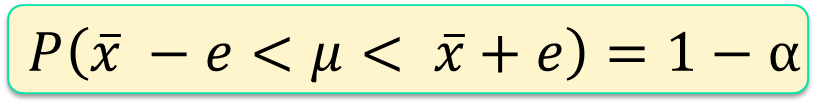 P(x̄ − e < μ < x̄ + e) = 1 − α